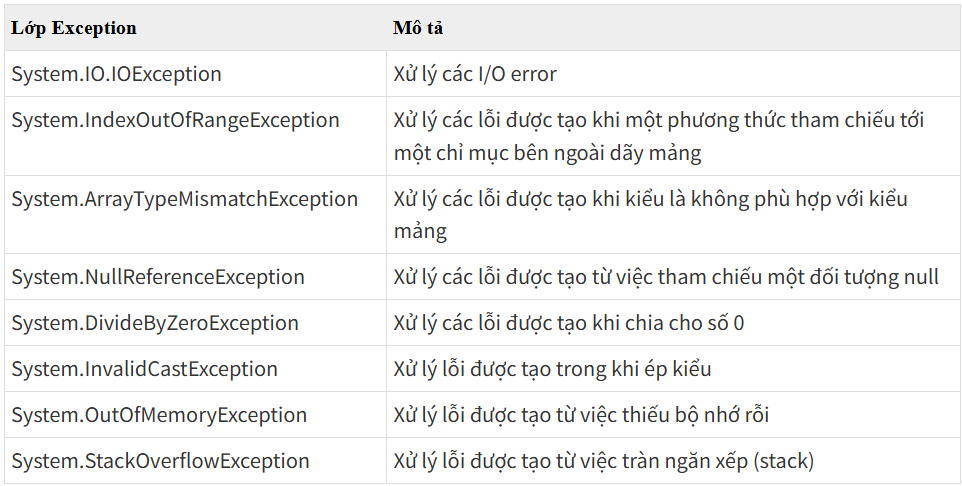 Lớp Exception
Mô tả
System.IO.IOException
Xử lý các I/O error
System.IndexOutOfRangeException
Xử lý các lỗi được tạo khi một phương thức tham chiếu tới
một chỉ mục bên ngoài dãy mảng
System.ArrayTypeMismatchException
Xử lý các lỗi được tạo khi kiểu là không phù hợp với kiểu
mảng
System.NullReferenceException
Xử lý các lỗi được tạo từ việc tham chiếu một đối tượng null
System.DivideByZeroException
Xử lý các lỗi được tạo khi chia cho số 0
System.InvalidCastException
Xử lý lỗi được tạo trong khi ép kiểu
System.OutOfMemoryException
Xử lý lỗi được tạo từ việc thiếu bộ nhớ rỗi
System.StackOverflowException
Xử lý lỗi được tạo từ việc tràn ngăn xếp (stack)